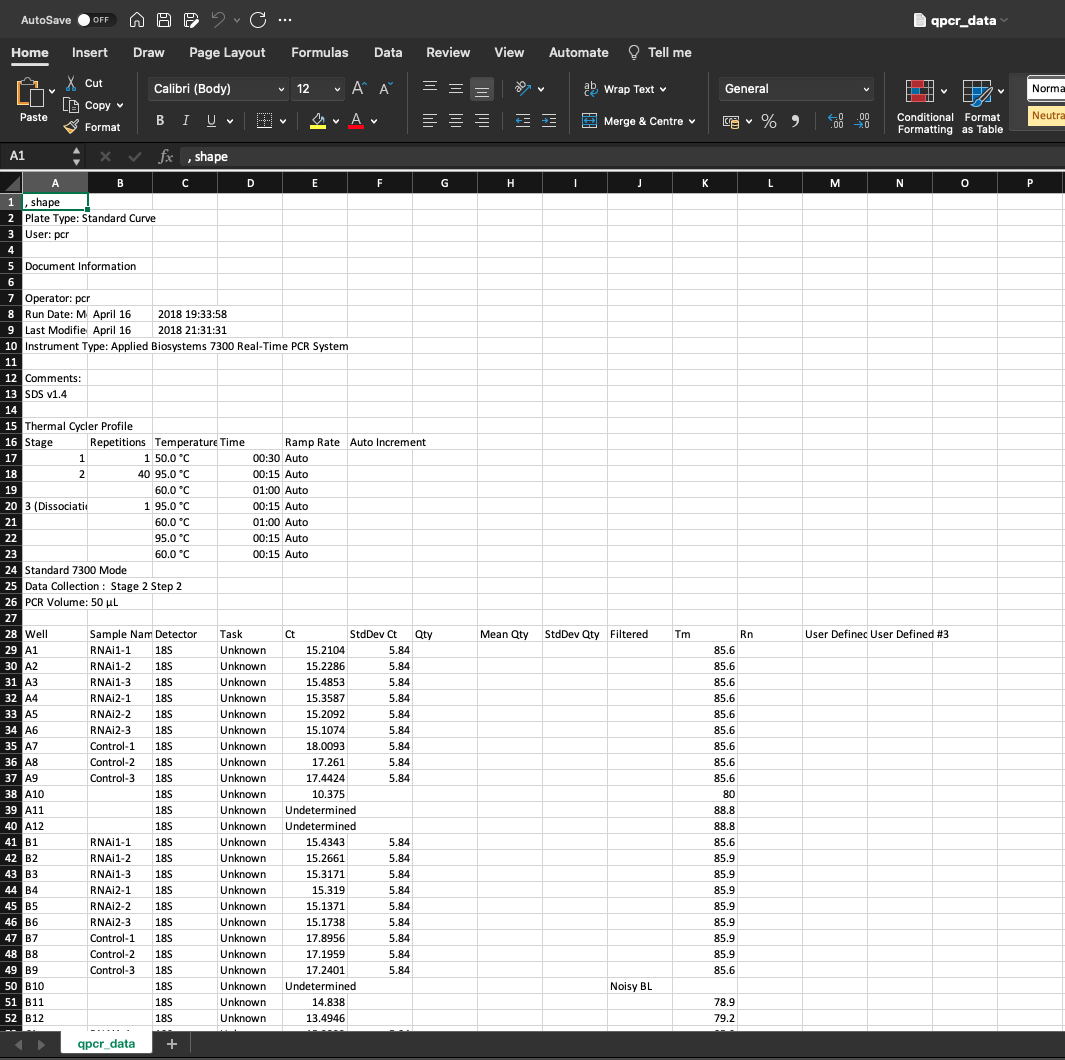 AutoSave OFF qpcr_data
Home Insert Draw Page Layout Formulas Data Review View Automate Tell me
Paste Cut Copy Format
Calibri (Body) 12 A A
B I U A
ab Wrap Text
Merge & Centre
General
% 9 .00 .00
Conditional Formatting
Format as Table
Norma
Neutra
A1 fx , shape
A B C D E F G H I J K L M N O P
1 , shape
2 Plate Type: Standard Curve
3 User: pcr
4
5 Document Information
6
7 Operator: pcr
8 Run Date: M April 16 2018 19:33:58
9 Last Modifie April 16 2018 21:31:31
10 Instrument Type: Applied Biosystems 7300 Real-Time PCR System
11
12 Comments:
13 SDS v1.4
14
15 Thermal Cycler Profile
16 Stage Repetitions Temperature Time Ramp Rate Auto Increment
17 1 1 50.0 °C 00:30 Auto
18 2 40 95.0 °C 00:15 Auto
19 60.0 °C 01:00 Auto
20 3 (Dissociati 1 95.0 °C 00:15 Auto
21 60.0 °C 01:00 Auto
22 95.0 °C 00:15 Auto
23 60.0 °C 00:15 Auto
24 Standard 7300 Mode
25 Data Collection : Stage 2 Step 2
26 PCR Volume: 50 µL
27
28 Well Sample Nam Detector Task Ct StdDev Ct Qty Mean Qty StdDev Qty Filtered Tm Rn User Defined User Defined #3
29 A1 RNAi1-1 18S Unknown 15.2104 5.84 85.6
30 A2 RNAi1-2 18S Unknown 15.2286 5.84 85.6
31 A3 RNAi1-3 18S Unknown 15.4853 5.84 85.6
32 A4 RNAi2-1 18S Unknown 15.3587 5.84 85.6
33 A5 RNAi2-2 18S Unknown 15.2092 5.84 85.6
34 A6 RNAi2-3 18S Unknown 15.1074 5.84 85.6
35 A7 Control-1 18S Unknown 18.0093 5.84 85.6
36 A8 Control-2 18S Unknown 17.261 5.84 85.6
37 A9 Control-3 18S Unknown 17.4424 5.84 85.6
38 A10 18S Unknown 10.375 80
39 A11 18S Unknown Undetermined 88.8
40 A12 18S Unknown Undetermined 88.8
41 B1 RNAi1-1 18S Unknown 15.4343 5.84 85.6
42 B2 RNAi1-2 18S Unknown 15.2661 5.84 85.9
43 B3 RNAi1-3 18S Unknown 15.3171 5.84 85.9
44 B4 RNAi2-1 18S Unknown 15.319 5.84 85.9
45 B5 RNAi2-2 18S Unknown 15.1371 5.84 85.9
46 B6 RNAi2-3 18S Unknown 15.1738 5.84 85.9
47 B7 Control-1 18S Unknown 17.8956 5.84 85.9
48 B8 Control-2 18S Unknown 17.1959 5.84 85.9
49 B9 Control-3 18S Unknown 17.2401 5.84 85.6
50 B10 18S Unknown Undetermined Noisy BL
51 B11 18S Unknown 14.838 78.9
52 B12 18S Unknown 13.4946 79.2
qpcr_data +